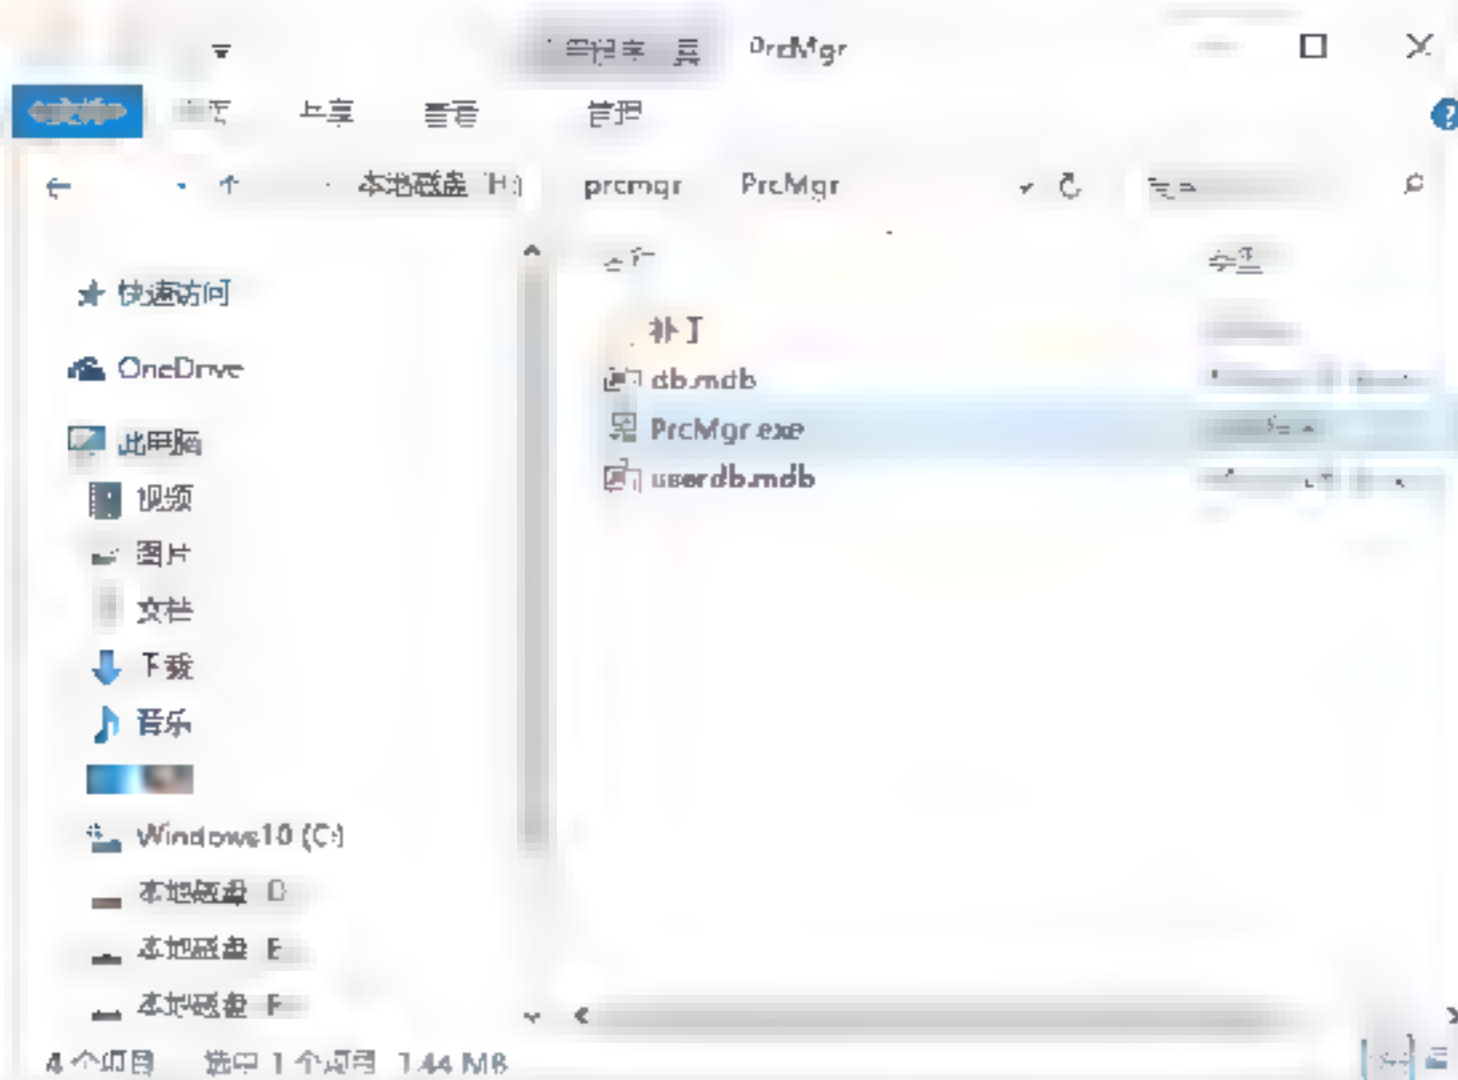 PrcMgr
共享 查看 管理
本地磁盘 (H:) prcmgr PrcMgr
快速访问
补丁
OneDrive
db.mdb
此电脑
PrcMgr.exe
视频
userdb.mdb
图片
文档
下载
音乐
Windows10 (C:)
本地磁盘 D
本地磁盘 E
本地磁盘 F
4 个项目 选中 1 个项目 1.44 MB